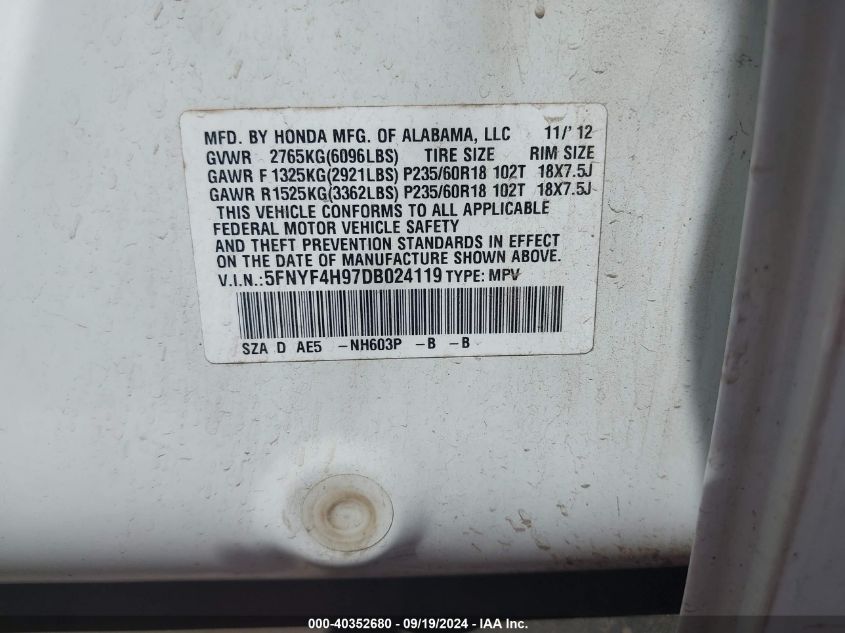 MFD. BY HONDA MFG. OF ALABAMA, LLC 11/'12
GVWR 2765KG(6096LBS) TIRE SIZE RIM SIZE
GAWR F 1325KG(2921LBS) P235/60R18 102T 18X7.5J
GAWR R1525KG(3362LBS) P235/60R18 102T 18X7.5J
THIS VEHICLE CONFORMS TO ALL APPLICABLE
FEDERAL MOTOR VEHICLE SAFETY
AND THEFT PREVENTION STANDARDS IN EFFECT
ON THE DATE OF MANUFACTURE SHOWN ABOVE.
V.I.N.:5FNYF4H97DB024119 TYPE: MPV
SZA D AE5 -NH603P -B -B
000-40352680 - 09/19/2024 - IAA Inc.